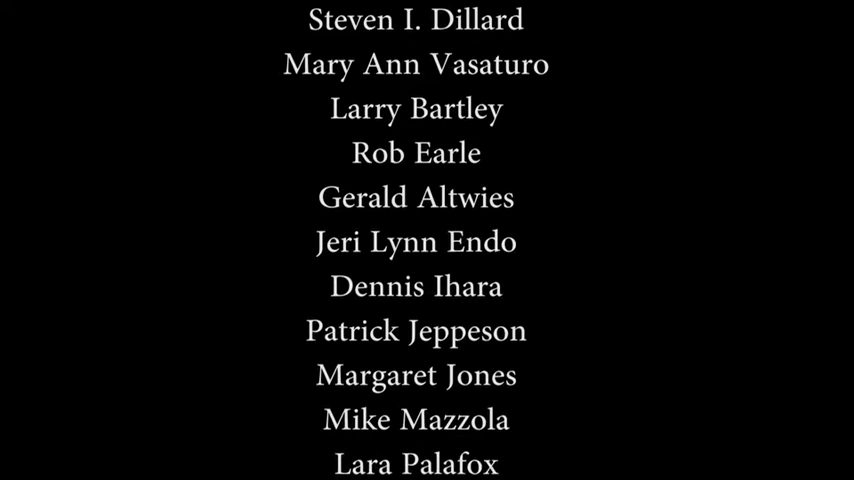 Steven I. Dillard
Mary Ann Vasaturo
Larry Bartley
Rob Earle
Gerald Altwies
Jeri Lynn Endo
Dennis Ihara
Patrick Jeppeson
Margaret Jones
Mike Mazzola
Lara Palafox